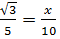 √3/5 = x/10